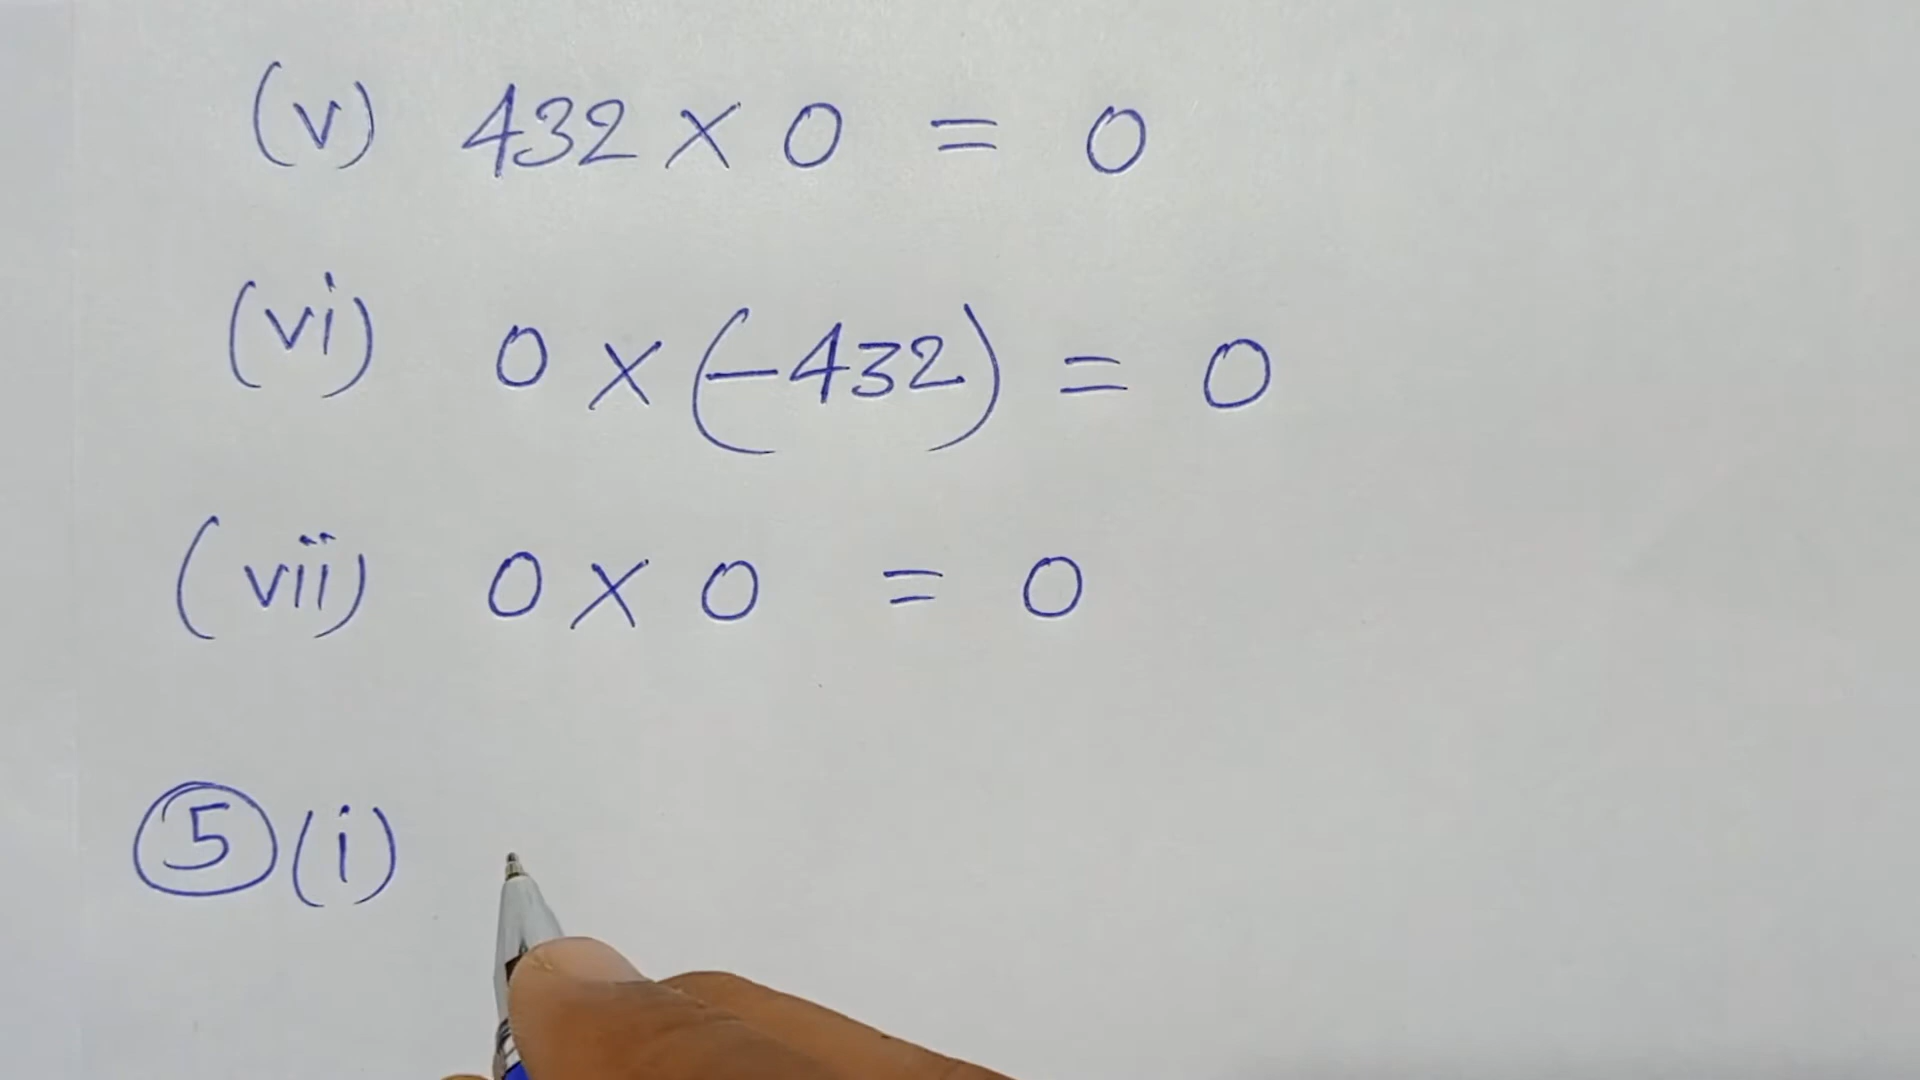 (v) 432 × 0 = 0
(vi) 0 × (-432) = 0
(vii) 0 × 0 = 0
5 (i)